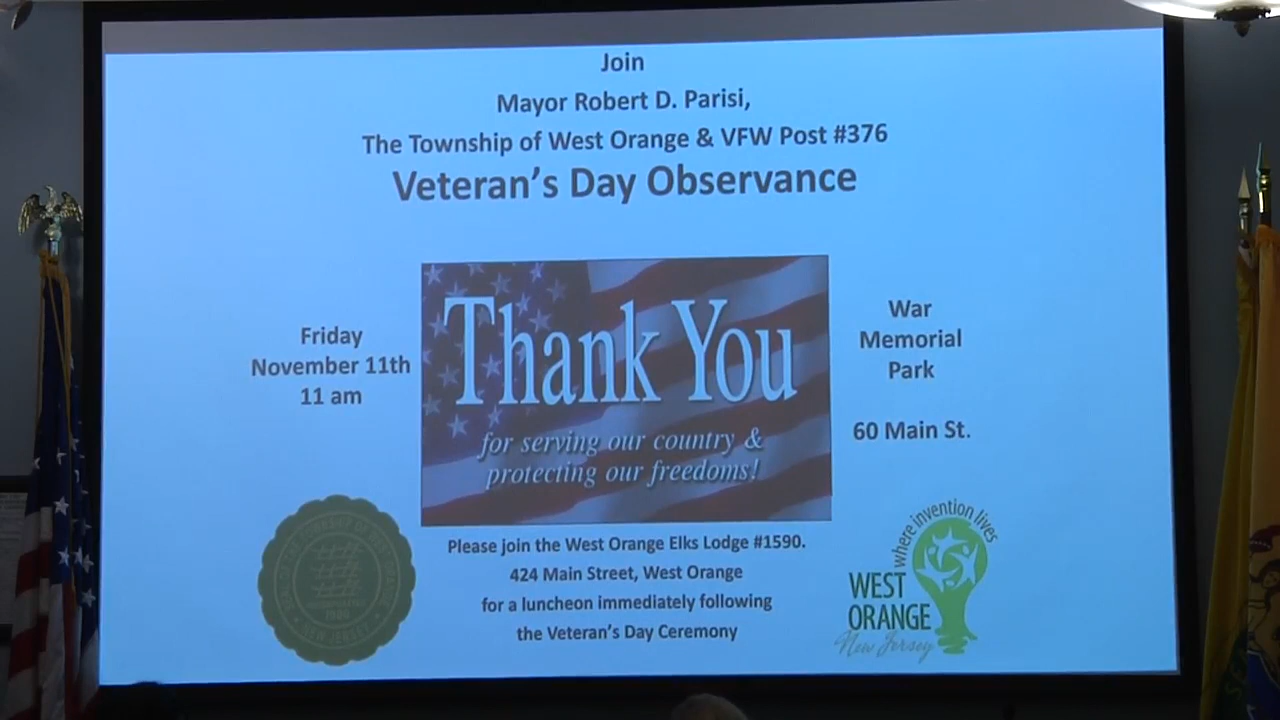 Join
Mayor Robert D. Parisi,
The Township of West Orange & VFW Post #376
Veteran's Day Observance
Friday
November 11th
11 am
Thank You
for serving our country &
protecting our freedoms!
War
Memorial
Park
60 Main St.
Please join the West Orange Elks Lodge #1590.
424 Main Street, West Orange
for a luncheon immediately following
the Veteran's Day Ceremony
where invention lives
WEST
ORANGE
New Jersey
NEW JERSEY